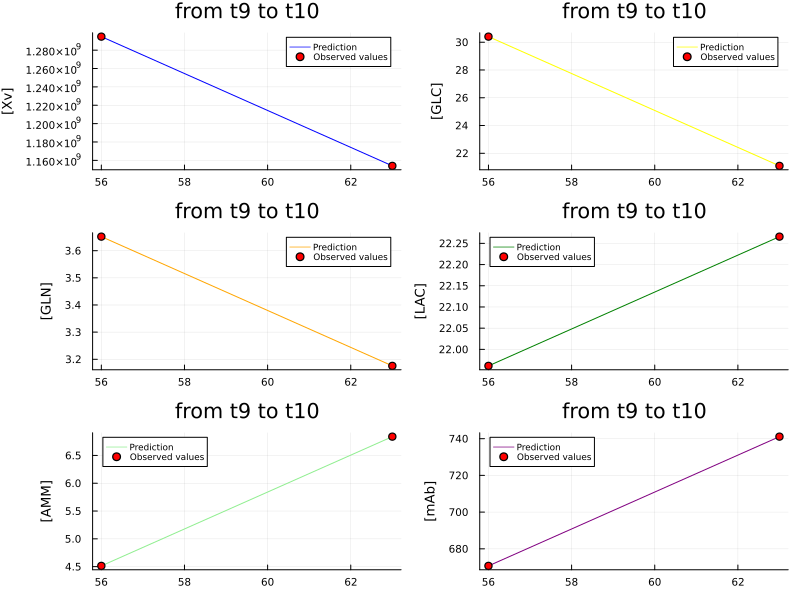 from t9 to t10
[Xv]
1.280×10⁹
1.260×10⁹
1.240×10⁹
1.220×10⁹
1.200×10⁹
1.180×10⁹
1.160×10⁹
Prediction
Observed values
56 58 60 62
from t9 to t10
[GLC]
30
28
26
24
22
Prediction
Observed values
56 58 60 62
from t9 to t10
[GLN]
3.6
3.5
3.4
3.3
3.2
Prediction
Observed values
56 58 60 62
from t9 to t10
[LAC]
22.25
22.20
22.15
22.10
22.05
22.00
Prediction
Observed values
56 58 60 62
from t9 to t10
[AMM]
6.5
6.0
5.5
5.0
4.5
Prediction
Observed values
56 58 60 62
from t9 to t10
[mAb]
740
720
700
680
Prediction
Observed values
56 58 60 62